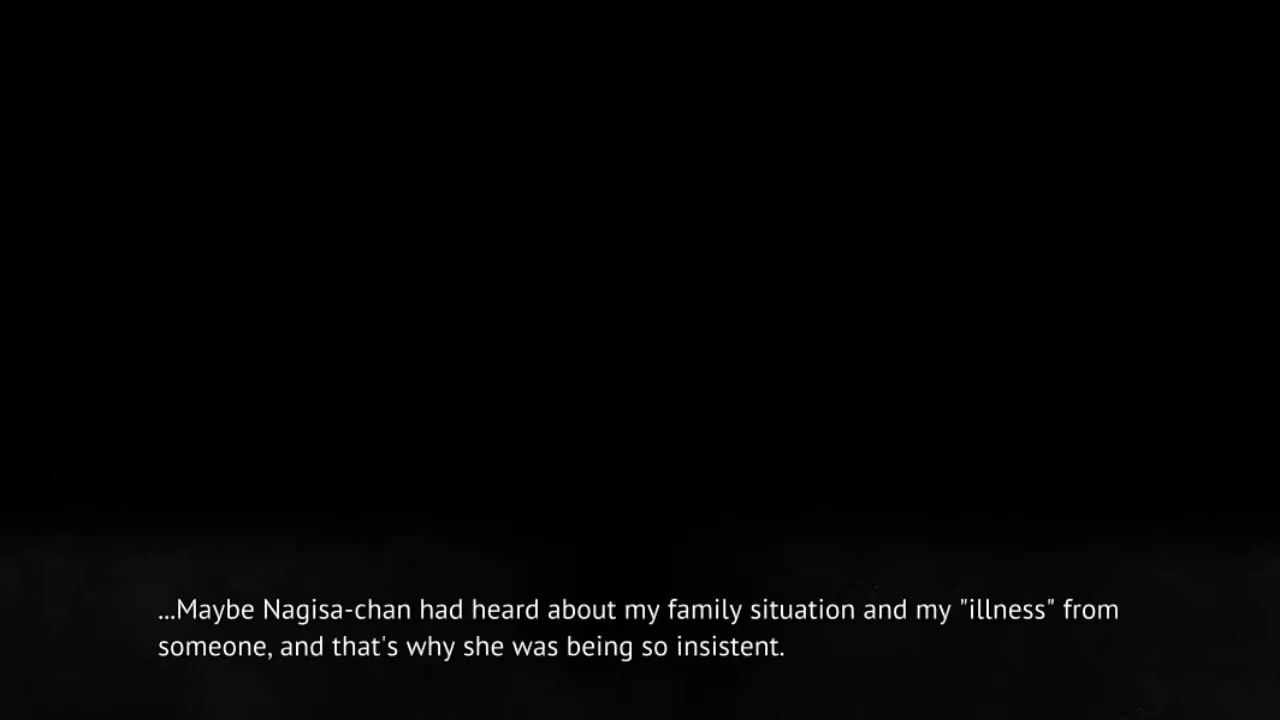 ...Maybe Nagisa-chan had heard about my family situation and my "illness" from
someone, and that's why she was being so insistent.